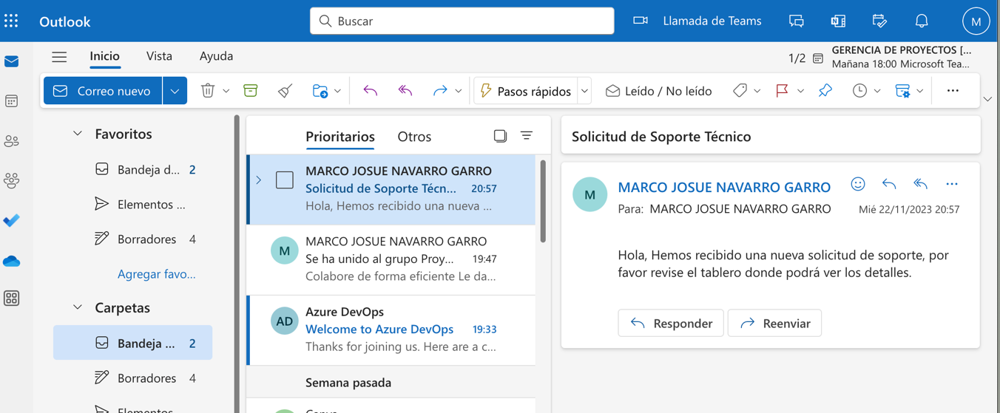 Outlook
Buscar
Llamada de Teams
M
Inicio
Vista
Ayuda
1/2
GERENCIA DE PROYECTOS [...
Mañana 18:00 Microsoft Tea...
Correo nuevo
Pasos rápidos
Leído / No leído
Favoritos
Bandeja d... 2
Elementos ...
Borradores 4
Agregar favo...
Carpetas
Bandeja ... 2
Borradores 4
Elementos
Prioritarios
Otros
MARCO JOSUE NAVARRO GARRO
Solicitud de Soporte Técn... 20:57
Hola, Hemos recibido una nueva ...
M
MARCO JOSUE NAVARRO GARRO
Se ha unido al grupo Proy... 19:47
Colabore de forma eficiente Le da...
AD
Azure DevOps
Welcome to Azure DevOps 19:33
Thanks for joining us. Here are a c...
Semana pasada
Solicitud de Soporte Técnico
M
MARCO JOSUE NAVARRO GARRO
Para: MARCO JOSUE NAVARRO GARRO
Mié 22/11/2023 20:57
Hola, Hemos recibido una nueva solicitud de soporte, por
favor revise el tablero donde podrá ver los detalles.
Responder
Reenviar